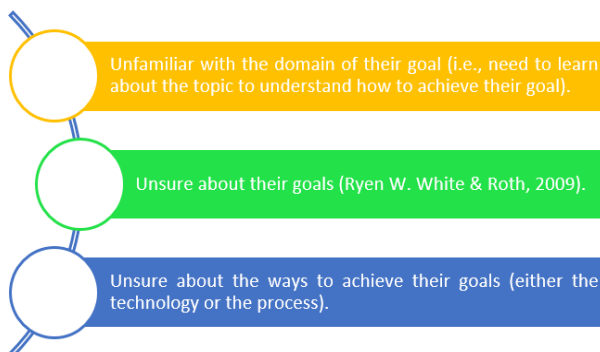 Unfamiliar with the domain of their goal (i.e., need to learn
about the topic to understand how to achieve their goal).
Unsure about their goals (Ryen W. White & Roth, 2009).
Unsure about the ways to achieve their goals (either the
technology or the process).